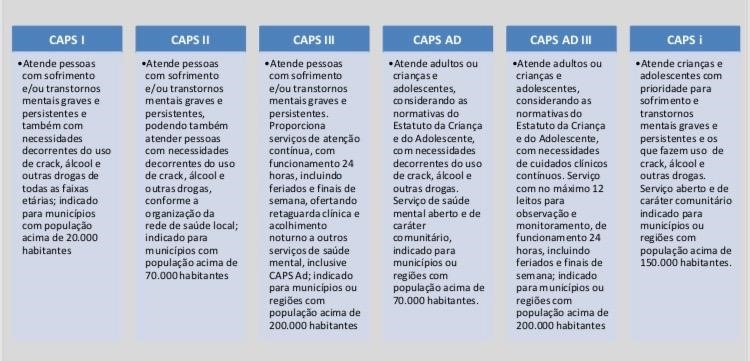 CAPS I
•Atende pessoas
com sofrimento
e/ou transtornos
mentais graves e
persistentes e
também com
necessidades
decorrentes do uso
de crack, álcool e
outras drogas de
todas as faixas
etárias; indicado
para municípios
com população
acima de 20.000
habitantes
CAPS II
•Atende pessoas
com sofrimento
e/ou transtornos
mentais graves e
persistentes,
podendo também
atender pessoas
com necessidades
decorrentes do uso
de crack, álcool e
outras drogas,
conforme a
organização da
rede de saúde local;
indicado para
municípios com
população acima de
70.000 habitantes
CAPS III
•Atende pessoas
com sofrimento
e/ou transtornos
mentais graves e
persistentes.
Proporciona
serviços de atenção
contínua, com
funcionamento 24
horas, incluindo
feriados e finais de
semana, ofertando
retaguarda clínica e
acolhimento
noturno a outros
serviços de saúde
mental, inclusive
CAPS Ad; indicado
para municípios ou
regiões com
população acima de
200.000 habitantes
CAPS AD
•Atende adultos ou
crianças e
adolescentes,
considerando as
normativas do
Estatuto da Criança
e do Adolescente,
com necessidades
decorrentes do uso
de crack, álcool e
outras drogas.
Serviço de saúde
mental aberto e de
caráter
comunitário,
indicado para
municípios ou
regiões com
população acima de
70.000 habitantes.
CAPS AD III
•Atende adultos ou
crianças e
adolescentes,
considerando as
normativas do
Estatuto da Criança
e do Adolescente,
com necessidades
de cuidados clínicos
contínuos. Serviço
com no máximo 12
leitos para
observação e
monitoramento, de
funcionamento 24
horas, incluindo
feriados e finais de
semana; indicado
para municípios ou
regiões com
população acima de
200.000 habitantes
CAPS i
•Atende crianças e
adolescentes com
prioridade para
sofrimento e
transtornos
mentais graves e
persistentes e os
que fazem uso de
crack, álcool e
outras drogas.
Serviço aberto e de
caráter comunitário
indicado para
municípios ou
regiões com
população acima de
150.000 habitantes.